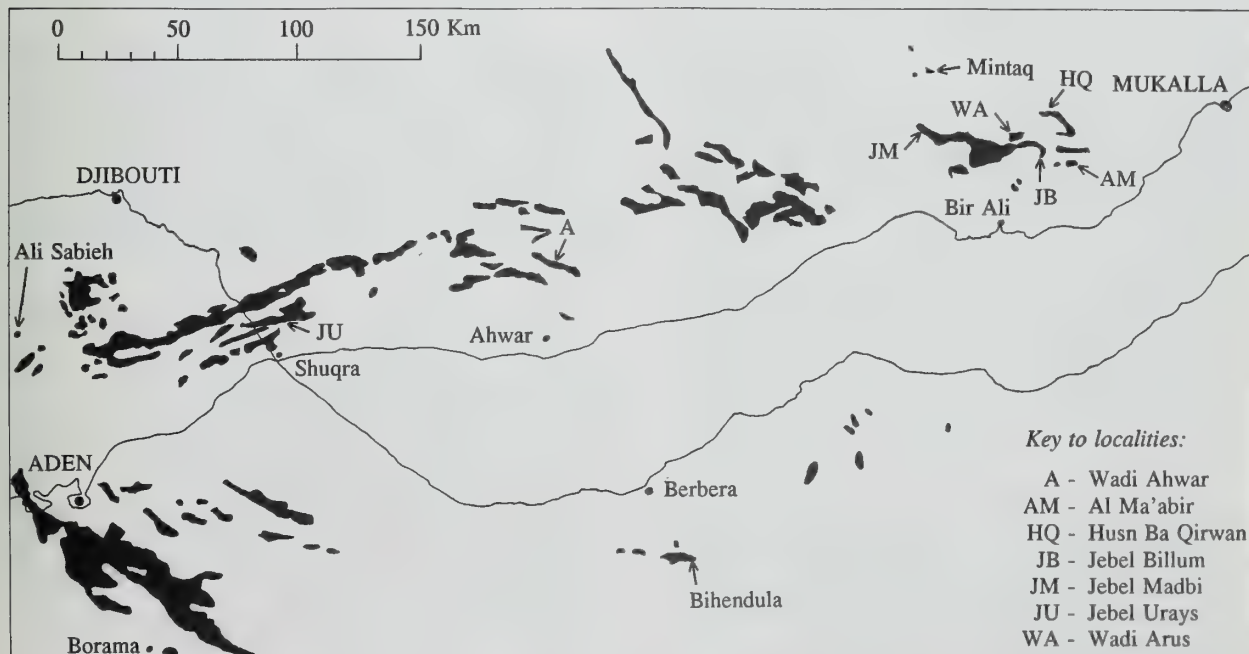 0 50 100 150 Km
Mintaq
HQ
MUKALLA
WA
JM
DJIBOUTI
AM
JB
Bir Ali
A
Ali Sabieh
JU
Ahwar
Shuqra
ADEN
Berbera
Bihendula
Borama
Key to localities:
A - Wadi Ahwar
AM - Al Ma'abir
HQ - Husn Ba Qirwan
JB - Jebel Billum
JM - Jebel Madbi
JU - Jebel Urays
WA - Wadi Arus